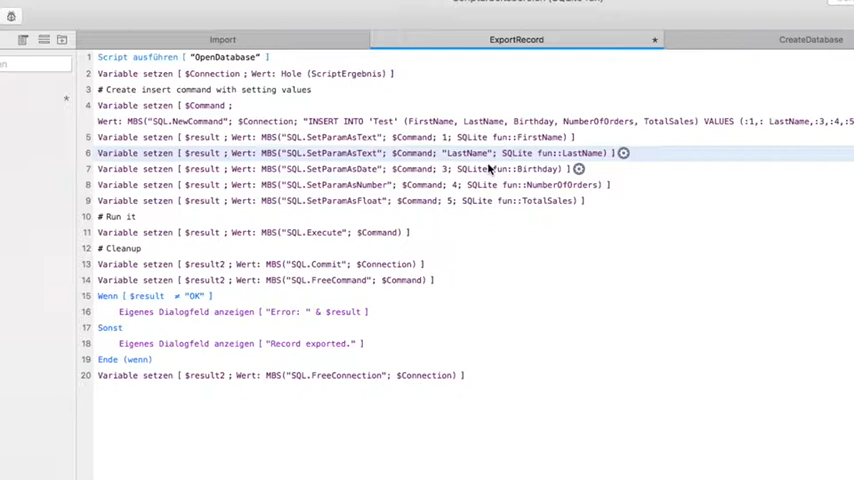 Import
ExportRecord
*
CreateDatabase
*
1 Script ausführen [ "OpenDatabase" ]
2 Variable setzen [ $Connection ; Wert: Hole (ScriptErgebnis) ]
3 # Create insert command with setting values
4 Variable setzen [ $Command ;
Wert: MBS("SQL.NewCommand"; $Connection; "INSERT INTO 'Test' (FirstName, LastName, Birthday, NumberOfOrders, TotalSales) VALUES (:1,: LastName,:3,:4,:5
5 Variable setzen [ $result ; Wert: MBS("SQL.SetParamAsText"; $Command; 1; SQLite fun::FirstName) ]
6 Variable setzen [ $result ; Wert: MBS("SQL.SetParamAsText"; $Command; "LastName"; SQLite fun::LastName) ]
7 Variable setzen [ $result ; Wert: MBS("SQL.SetParamAsDate"; $Command; 3; SQLite fun::Birthday) ]
8 Variable setzen [ $result ; Wert: MBS("SQL.SetParamAsNumber"; $Command; 4; SQLite fun::NumberOfOrders) ]
9 Variable setzen [ $result ; Wert: MBS("SQL.SetParamAsFloat"; $Command; 5; SQLite fun::TotalSales) ]
10 # Run it
11 Variable setzen [ $result ; Wert: MBS("SQL.Execute"; $Command) ]
12 # Cleanup
13 Variable setzen [ $result2 ; Wert: MBS("SQL.Commit"; $Connection) ]
14 Variable setzen [ $result2 ; Wert: MBS("SQL.FreeCommand"; $Command) ]
15 Wenn [ $result ≠ "OK" ]
16 Eigenes Dialogfeld anzeigen [ "Error: " & $result ]
17 Sonst
18 Eigenes Dialogfeld anzeigen [ "Record exported." ]
19 Ende (wenn)
20 Variable setzen [ $result2 ; Wert: MBS("SQL.FreeConnection"; $Connection) ]